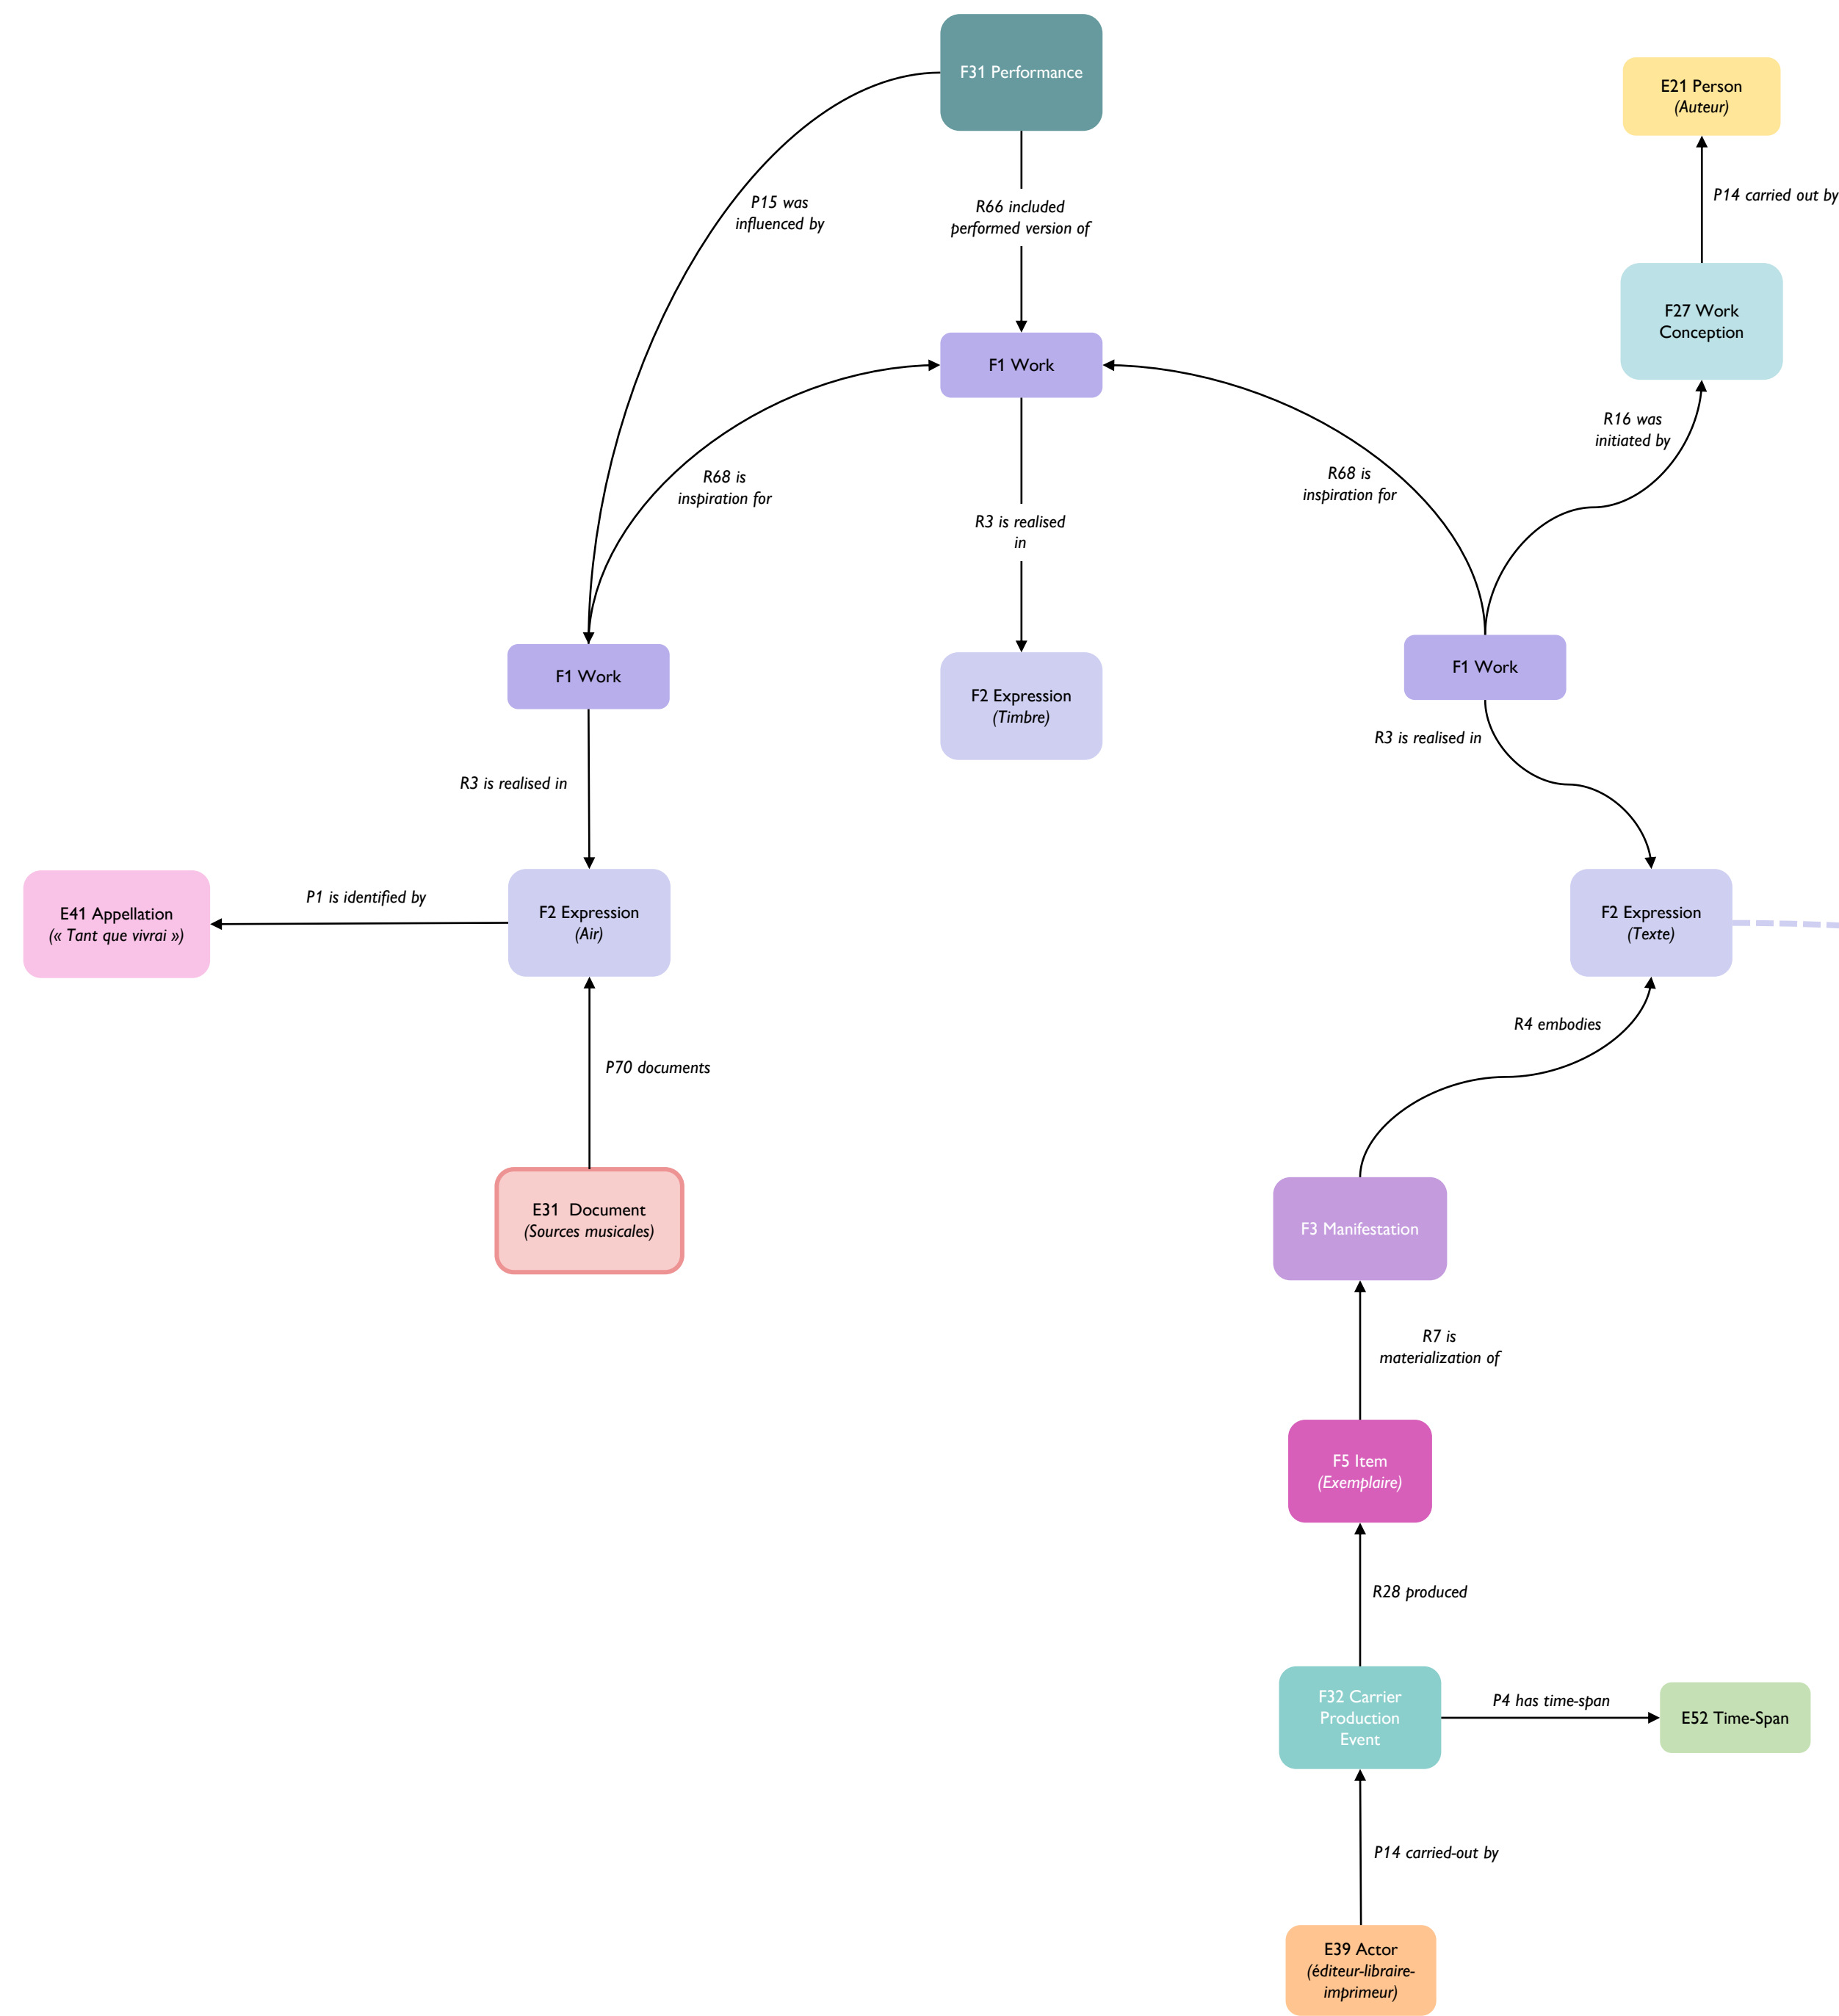 F31 Performance
E21 Person
(Auteur)
P14 carried out by
P15 was
influenced by
R66 included
performed version of
F27 Work
Conception
F1 Work
R16 was
initiated by
R68 is
inspiration for
R68 is
inspiration for
R3 is realised
in
F1 Work
F2 Expression
(Timbre)
F1 Work
R3 is realised in
R3 is realised in
E41 Appellation
(« Tant que vivrai »)
P1 is identified by
F2 Expression
(Air)
F2 Expression
(Texte)
R4 embodies
P70 documents
E31 Document
(Sources musicales)
F3 Manifestation
R7 is
materialization of
F5 Item
(Exemplaire)
R28 produced
F32 Carrier
Production
Event
P4 has time-span
E52 Time-Span
P14 carried-out by
E39 Actor
(éditeur-libraire-
imprimeur)